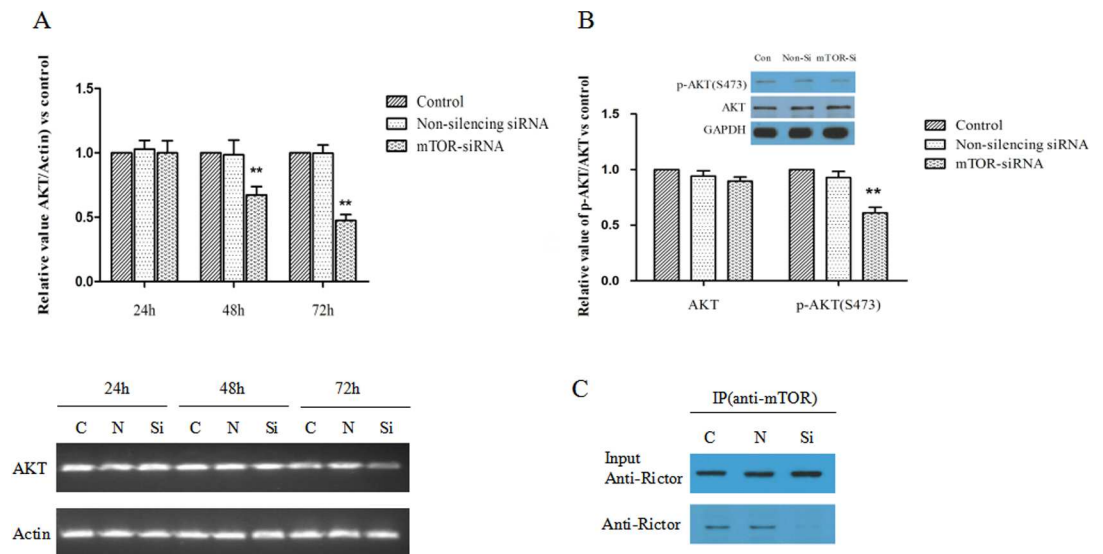 A
Relative value AKT/Actin) vs control
1.5
1.0
0.5
0.0
**
**
24h 48h 72h
Control
Non-silencing siRNA
mTOR-siRNA
24h 48h 72h
C N Si C N Si C N Si
AKT
Actin
B
Con Non-Si mTOR-Si
p-AKT(S473)
AKT
GAPDH
Relative value of p-AKT/AKT vs control
1.5
1.0
0.5
0.0
**
AKT p-AKT(S473)
Control
Non-silencing siRNA
mTOR-siRNA
C
IP(anti-mTOR)
C N Si
Input
Anti-Rictor
Anti-Rictor